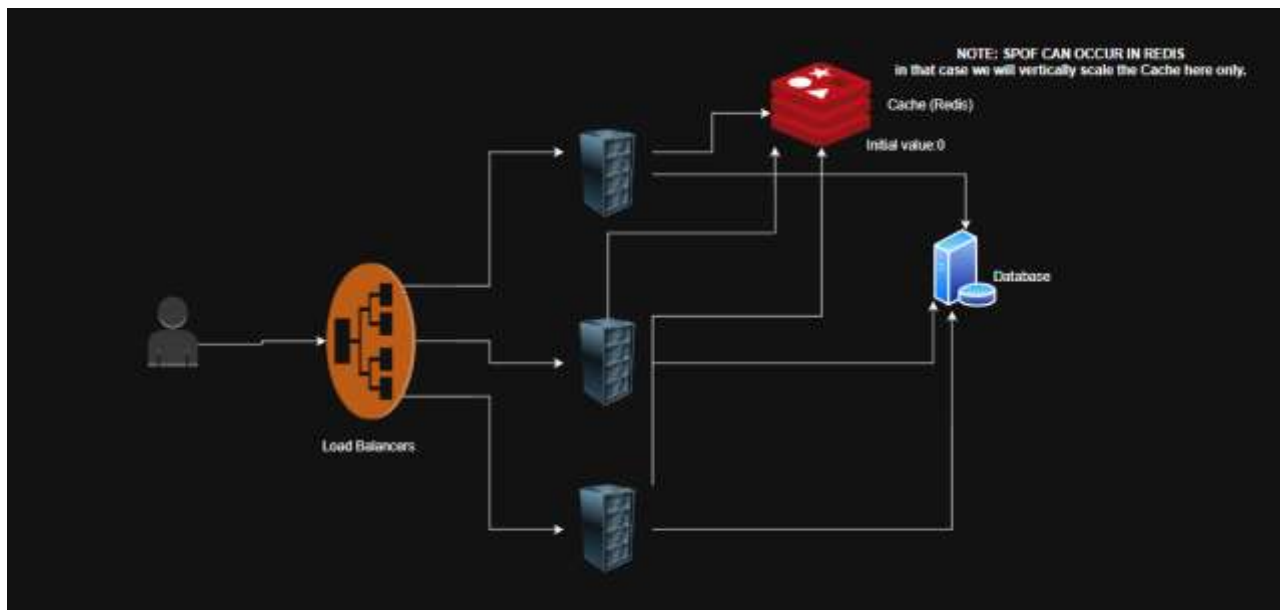 NOTE: SPOF CAN OCCUR IN REDIS
in that case we will vertically scale the Cache here only.
Cache (Redis)
Initial value:0
Database
Load Balancers